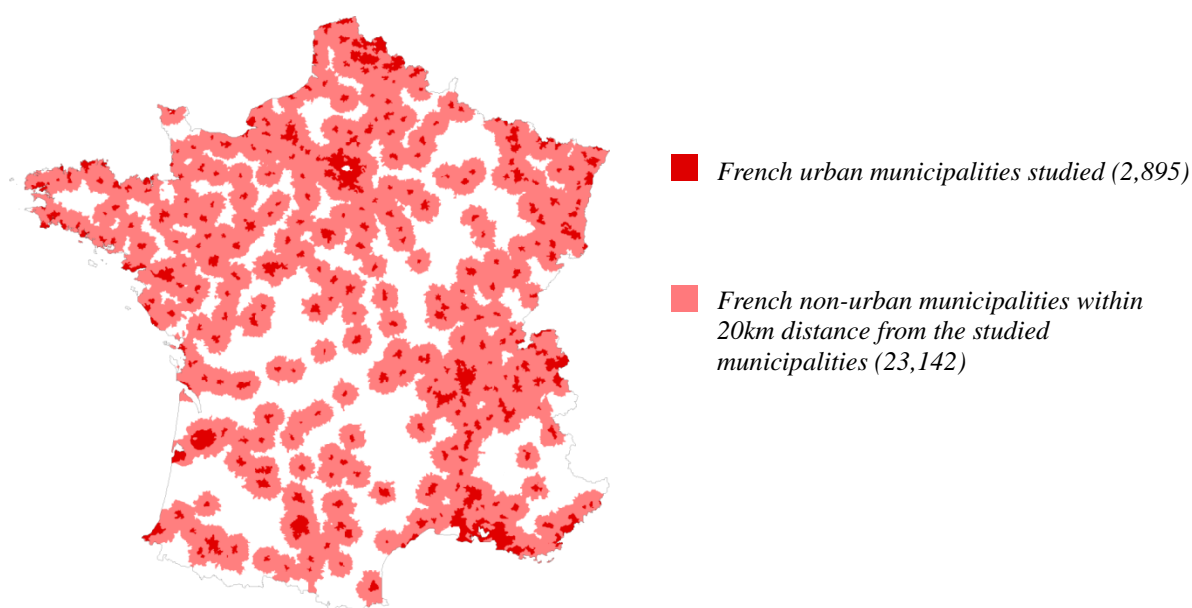 French urban municipalities studied (2,895)
French non-urban municipalities within
20km distance from the studied
municipalities (23,142)